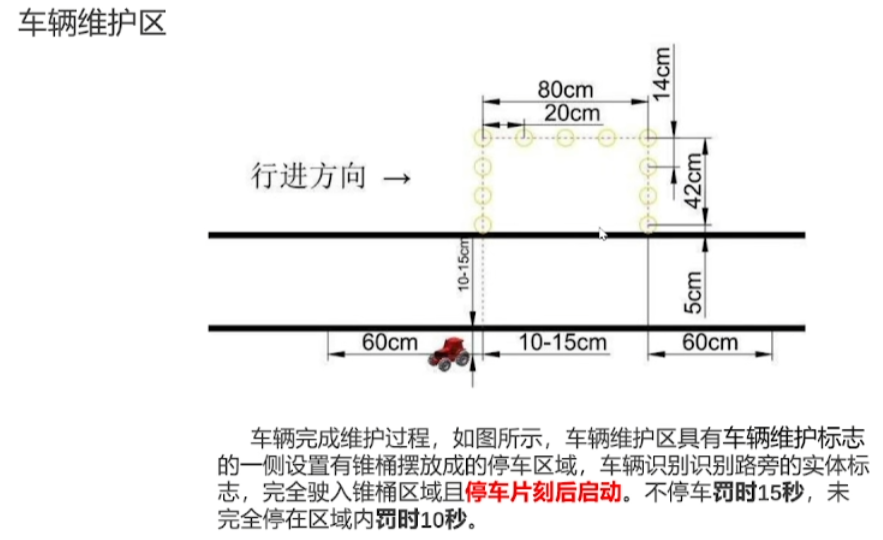 车辆维护区
80cm
14cm
20cm
行进方向 →
42cm
10-15cm
5cm
60cm
10-15cm
60cm
车辆完成维护过程，如图所示，车辆维护区具有车辆维护标志
的一侧设置有锥桶摆放成的停车区域，车辆识别识别路旁的实体标
志，完全驶入锥桶区域且停车片刻后启动。不停车罚时15秒，未
完全停在区域内罚时10秒。